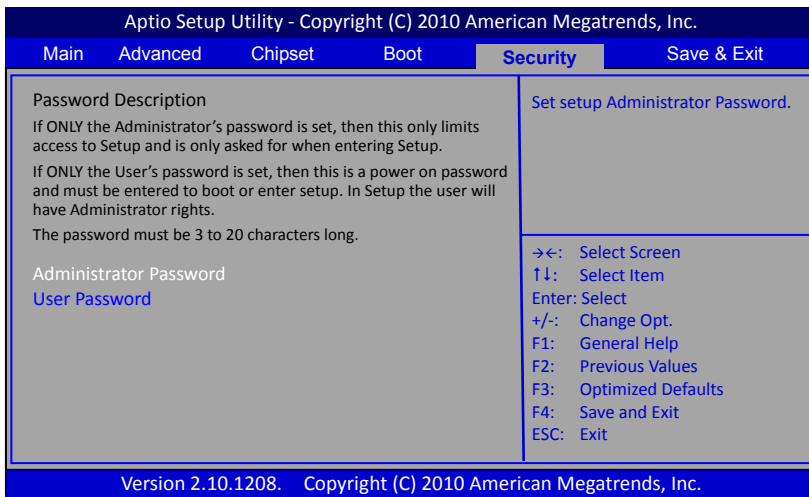 Aptio Setup Utility - Copyright (C) 2010 American Megatrends, Inc.
Main Advanced Chipset Boot Security Save & Exit
Password Description
If ONLY the Administrator's password is set, then this only limits
access to Setup and is only asked for when entering Setup.
If ONLY the User's password is set, then this is a power on password
and must be entered to boot or enter setup. In Setup the user will
have Administrator rights.
The password must be 3 to 20 characters long.
Administrator Password
User Password
Set setup Administrator Password.
→←: Select Screen
↑↓: Select Item
Enter: Select
+/-: Change Opt.
F1: General Help
F2: Previous Values
F3: Optimized Defaults
F4: Save and Exit
ESC: Exit
Version 2.10.1208. Copyright (C) 2010 American Megatrends, Inc.